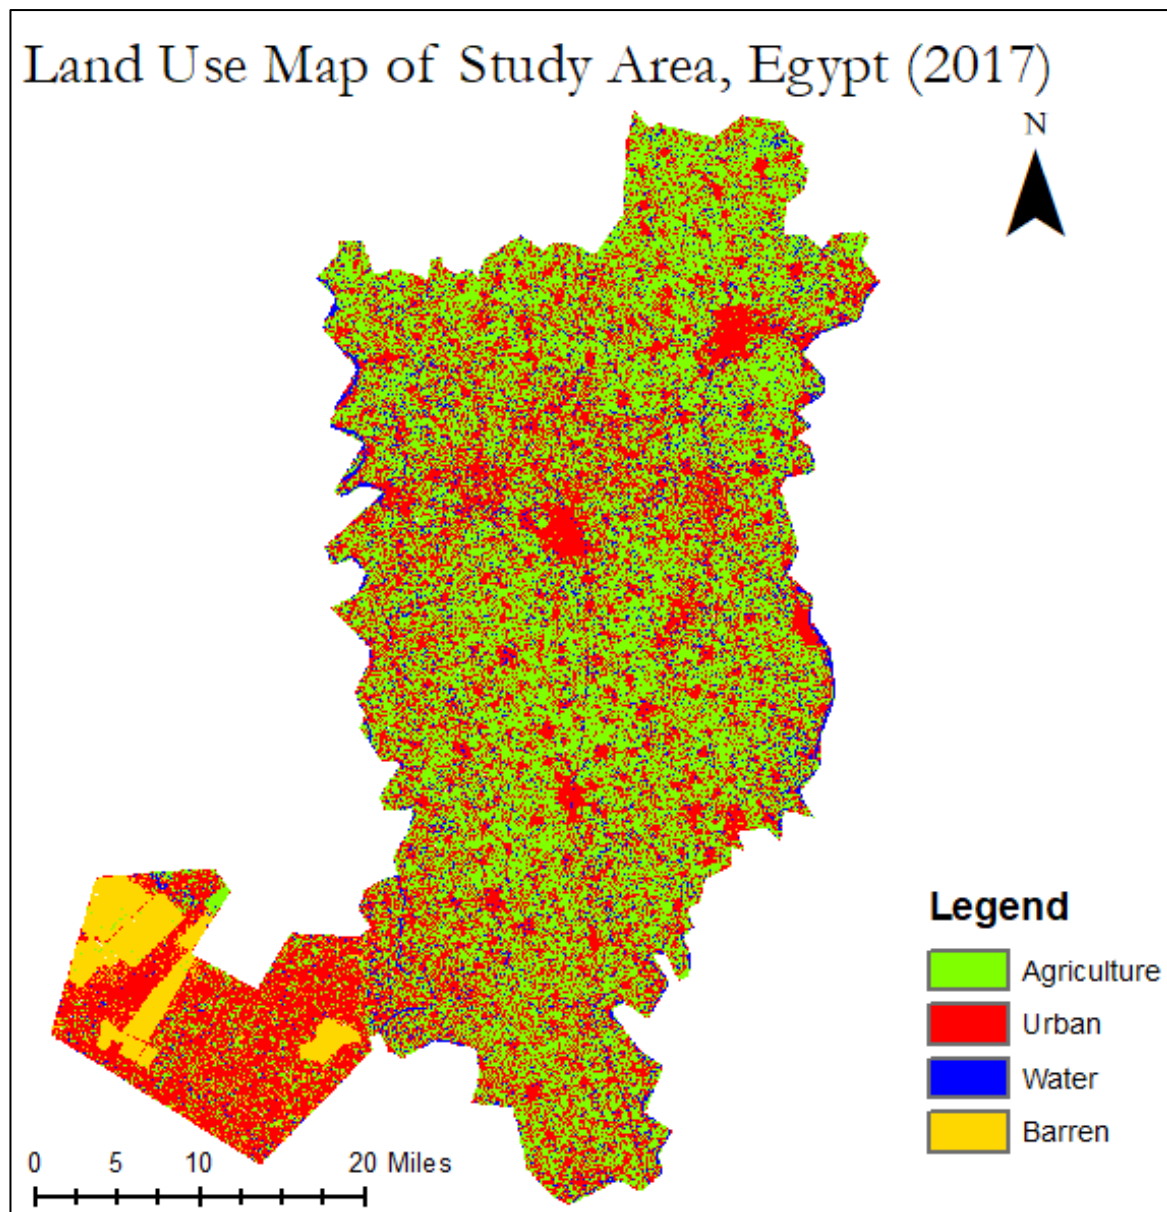 Land Use Map of Study Area, Egypt (2017)
N
Legend
Agriculture
Urban
Water
Barren
0 5 10 20 Miles